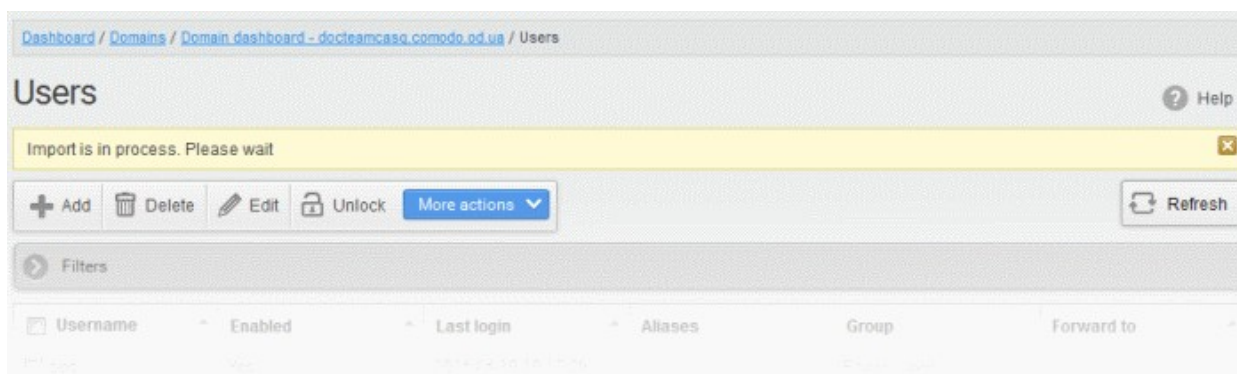 Dashboard / Domains / Domain dashboard - docteamcasg.comodo.od.ua / Users
Users
Help
Import is in process. Please wait
Add Delete Edit Unlock More actions Refresh
Filters
Username Enabled Last login Aliases Group Forward to